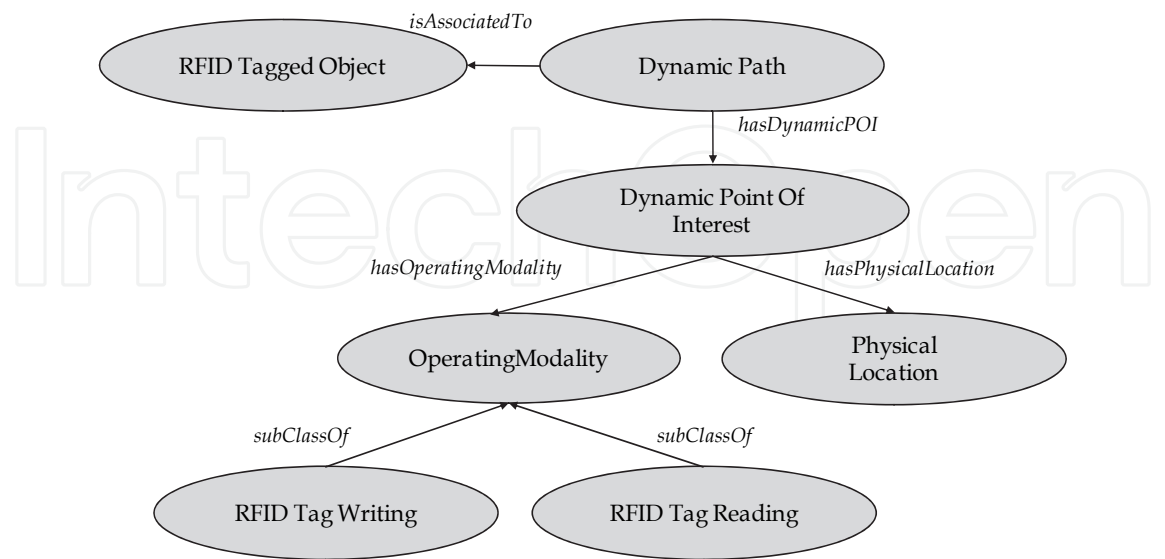 isAssociatedTo
RFID Tagged Object
Dynamic Path
hasDynamicPOI
Dynamic Point Of
Interest
hasOperatingModality
hasPhysicalLocation
OperatingModality
Physical
Location
subClassOf
subClassOf
RFID Tag Writing
RFID Tag Reading
IntechOpen